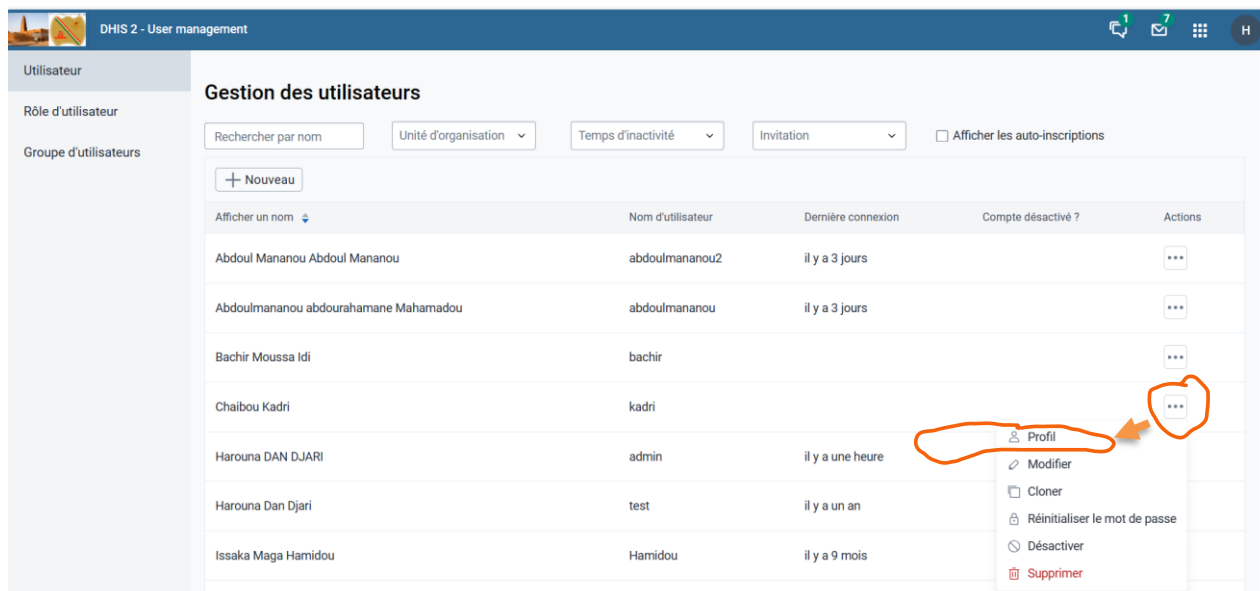 DHIS 2 - User management
1
7
H
Utilisateur
Rôle d'utilisateur
Groupe d'utilisateurs
Gestion des utilisateurs
Rechercher par nom
Unité d'organisation
Temps d'inactivité
Invitation
Afficher les auto-inscriptions
Nouveau
Afficher un nom Nom d'utilisateur Dernière connexion Compte désactivé ? Actions
Abdoul Mananou Abdoul Mananou abdoulmananou2 il y a 3 jours
Abdoulmananou abdourahamane Mahamadou abdoulmananou il y a 3 jours
Bachir Moussa Idi bachir
Chaibou Kadri kadri
Harouna DAN DJARI admin il y a une heure
Harouna Dan Djari test il y a un an
Issaka Maga Hamidou Hamidou il y a 9 mois
Profil
Modifier
Cloner
Réinitialiser le mot de passe
Désactiver
Supprimer